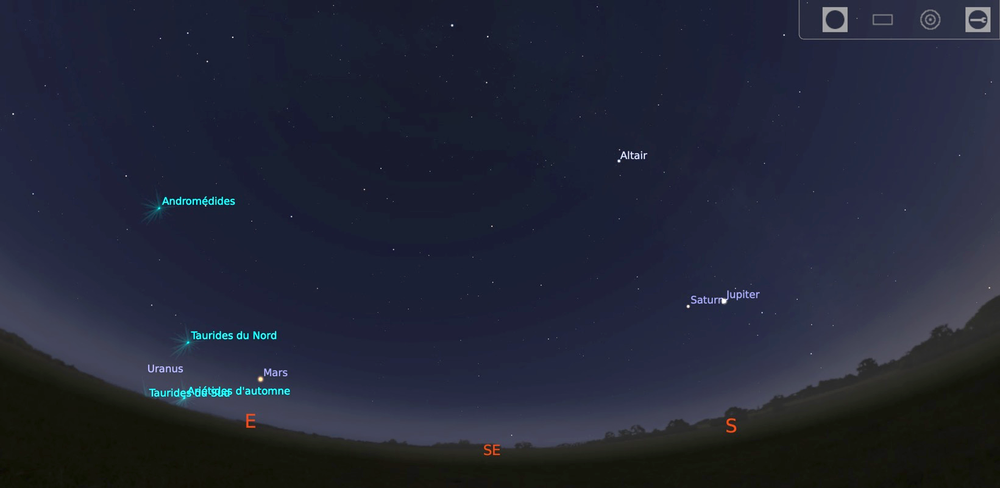 Altair
Andromédides
Jupiter
Saturn
Taurides du Nord
Uranus
Mars
Ariétides d'automne
Taurides du Sud
E
S
SE